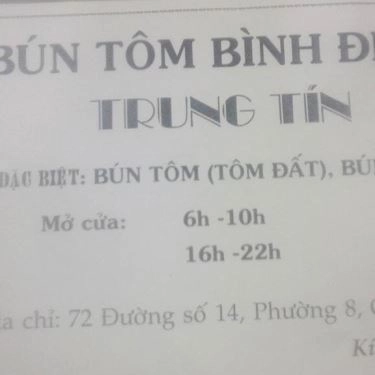 BÚN TÔM BÌNH
TRUNG TÍN
ĐẶC BIỆT: BÚN TÔM (TÔM ĐẤT), BÚ
Mở cửa: 6h -10h
16h -22h
chỉ: 72 Đường số 14, Phường 8,